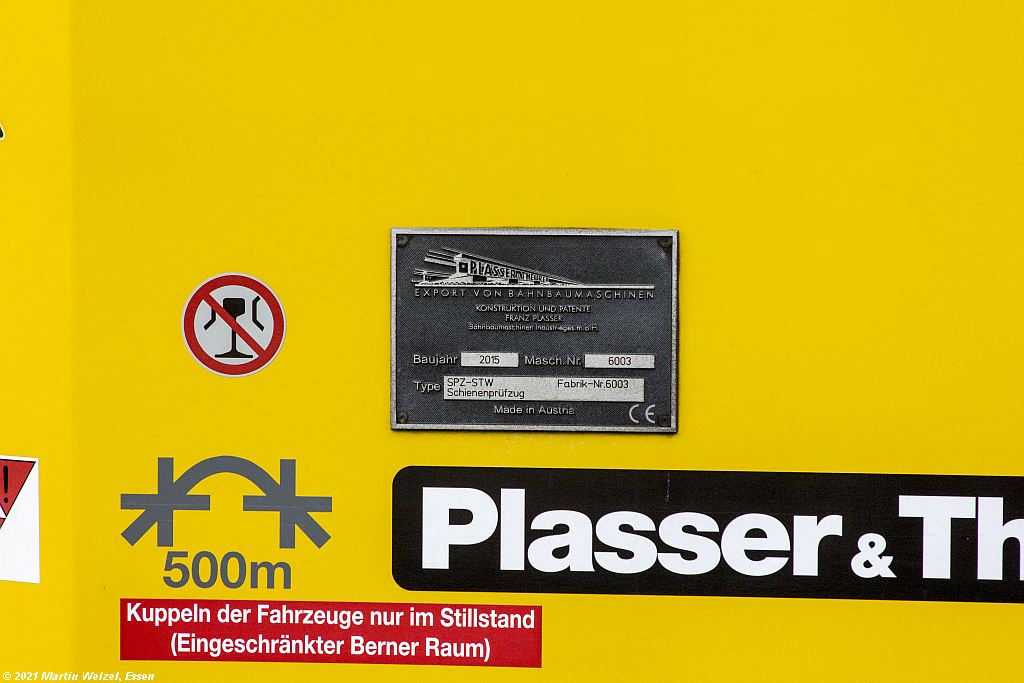 PLASSER & THEURER
EXPORT VON BAHNBAUMASCHINEN
KONSTRUKTION UND PATENTE
FRANZ PLASSER
Bahnbaumaschinen Industrieges.m.b.H.
Baujahr 2015 Masch.Nr. 6003
Type SPZ-STW Fabrik-Nr.6003
Schienenprüfzug
Made in Austria CE
!
Plasser & Th
500m
Kuppeln der Fahrzeuge nur im Stillstand
(Eingeschränkter Berner Raum)
© 2021 Martin Welzel, Essen